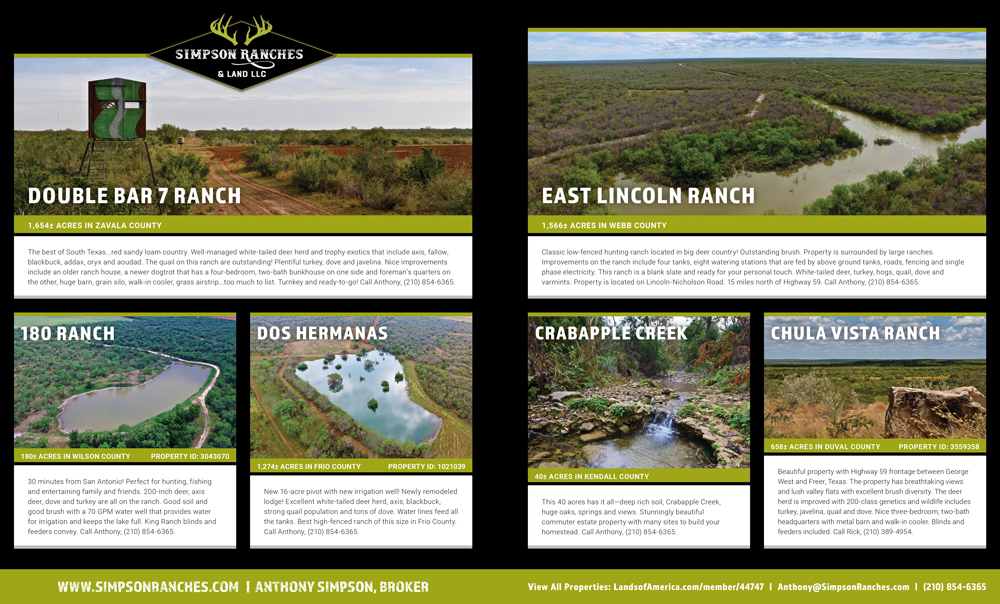 SIMPSON RANCHES
& LAND LLC
DOUBLE BAR 7 RANCH
1,654± ACRES IN ZAVALA COUNTY
The best of South Texas...red sandy loam country. Well-managed white-tailed deer herd and trophy exotics that include axis, fallow,
blackbuck, addax, oryx and aoudad. The quail on this ranch are outstanding! Plentiful turkey, dove and javelina. Nice improvements
include an older ranch house, a newer dogtrot that has a four-bedroom, two-bath bunkhouse on one side and foreman's quarters on
the other, huge barn, grain silo, walk-in cooler, grass airstrip...too much to list. Turnkey and ready-to-go! Call Anthony, (210) 854-6365.
EAST LINCOLN RANCH
1,566± ACRES IN WEBB COUNTY
Classic low-fenced hunting ranch located in big deer country! Outstanding brush. Property is surrounded by large ranches.
Improvements on the ranch include four tanks, eight watering stations that are fed by above ground tanks, roads, fencing and single
phase electricity. This ranch is a blank slate and ready for your personal touch. White-tailed deer, turkey, hogs, quail, dove and
varmints. Property is located on Lincoln-Nicholson Road. 15 miles north of Highway 59. Call Anthony, (210) 854-6365.
180 RANCH
180± ACRES IN WILSON COUNTY PROPERTY ID: 3043070
30 minutes from San Antonio! Perfect for hunting, fishing
and entertaining family and friends. 200-inch deer, axis
deer, dove and turkey are all on the ranch. Good soil and
good brush with a 70 GPM water well that provides water
for irrigation and keeps the lake full. King Ranch blinds and
feeders convey. Call Anthony, (210) 854-6365.
DOS HERMANAS
1,274± ACRES IN FRIO COUNTY PROPERTY ID: 1021039
New 16-acre pivot with new irrigation well! Newly remodeled
lodge! Excellent white-tailed deer herd, axis, blackbuck,
strong quail population and tons of dove. Water lines feed all
the tanks. Best high-fenced ranch of this size in Frio County.
Call Anthony, (210) 854-6365.
CRABAPPLE CREEK
40± ACRES IN KENDALL COUNTY
This 40 acres has it all—deep rich soil, Crabapple Creek,
huge oaks, springs and views. Stunningly beautiful
commuter estate property with many sites to build your
homestead. Call Anthony, (210) 854-6365.
CHULA VISTA RANCH
658± ACRES IN DUVAL COUNTY PROPERTY ID: 3559358
Beautiful property with Highway 59 frontage between George
West and Freer, Texas. The property has breathtaking views
and lush valley flats with excellent brush diversity. The deer
herd is improved with 200-class genetics and wildlife includes
turkey, javelina, quail and dove. Nice three-bedroom, two-bath
headquarters with metal barn and walk-in cooler. Blinds and
feeders included. Call Rick, (210) 389-4954.
WWW.SIMPSONRANCHES.COM | ANTHONY SIMPSON, BROKER
View All Properties: LandsofAmerica.com/member/44747 | Anthony@SimpsonRanches.com | (210) 854-6365